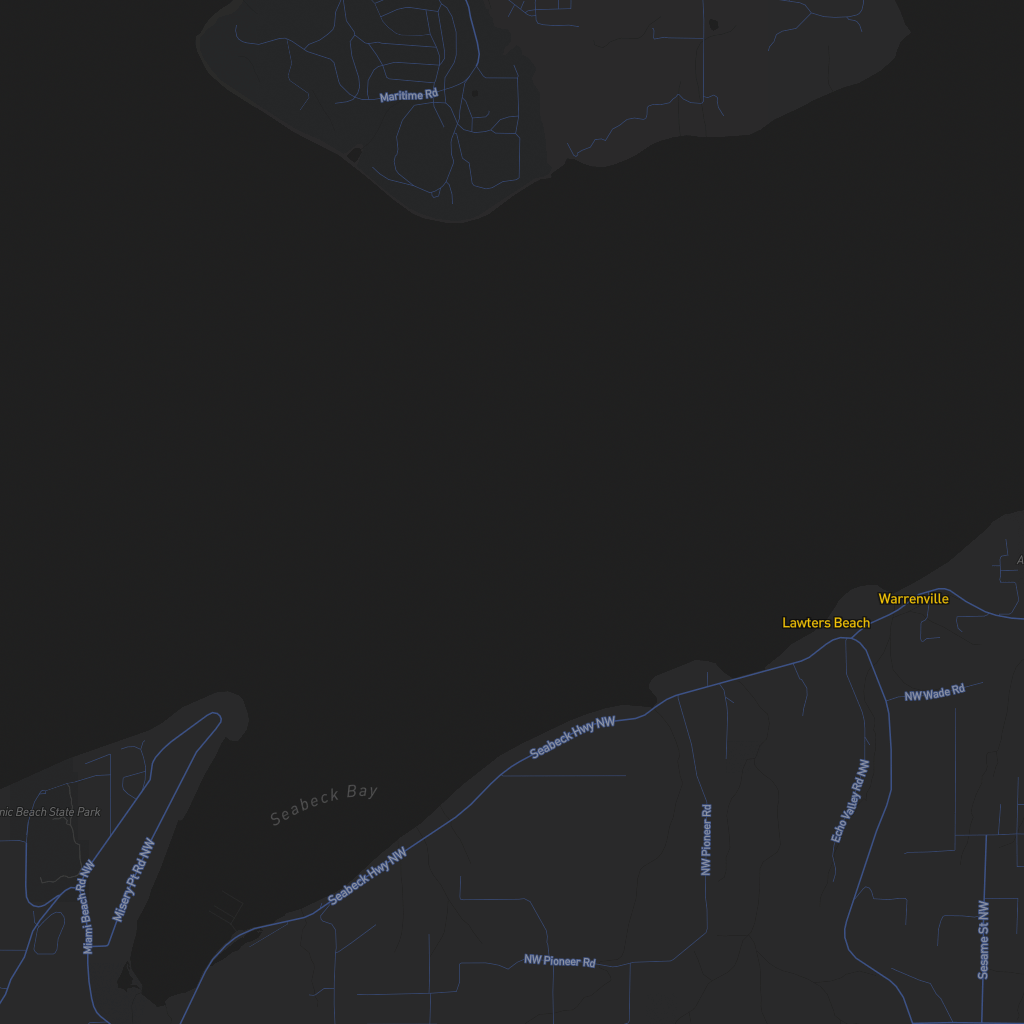 Maritime Rd
Warrenville
Lawters Beach
NW Wade Rd
Seabeck Hwy NW
Echo Valley Rd NW
Seabeck Bay
nic Beach State Park
NW Pioneer Rd
Seabeck Hwy NW
Misery Pt Rd NW
Miami Beach Rd NW
Sesame St NW
NW Pioneer Rd